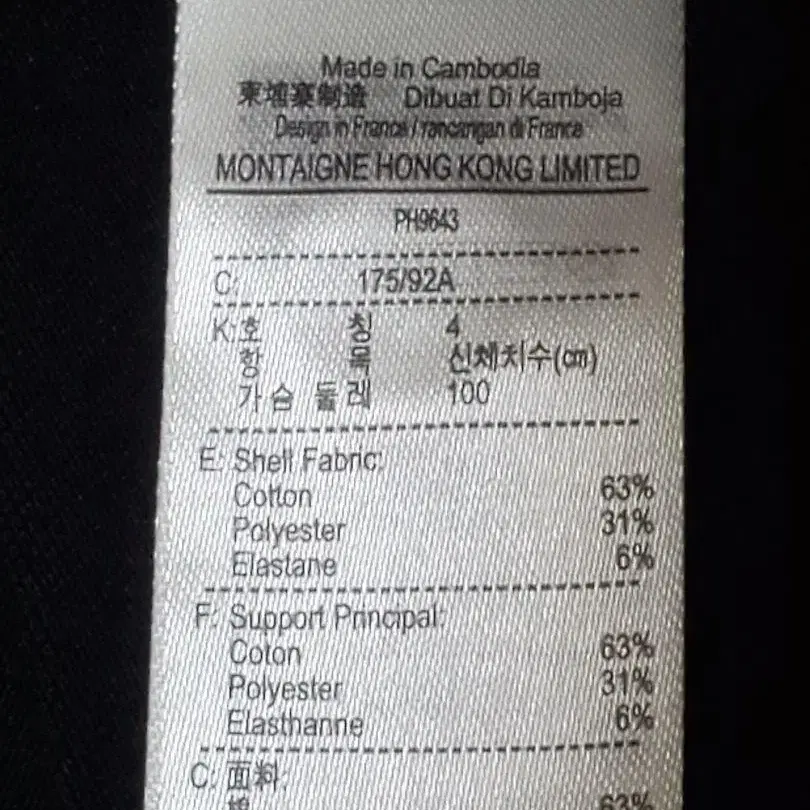 Made in Cambodia
柬埔寨制造 Dibuat Di Kamboja
Design in France / rancangan di France
MONTAIGNE HONG KONG LIMITED
PH9643
C: 175/92A
K: 호 칭 4
항 목 신체치수(cm)
가 슴 둘 레 100
E: Shell Fabric:
Cotton 63%
Polyester 31%
Elastane 6%
F: Support Principal:
Coton 63%
Polyester 31%
Elasthanne 6%
C: 面料:
棉 63%